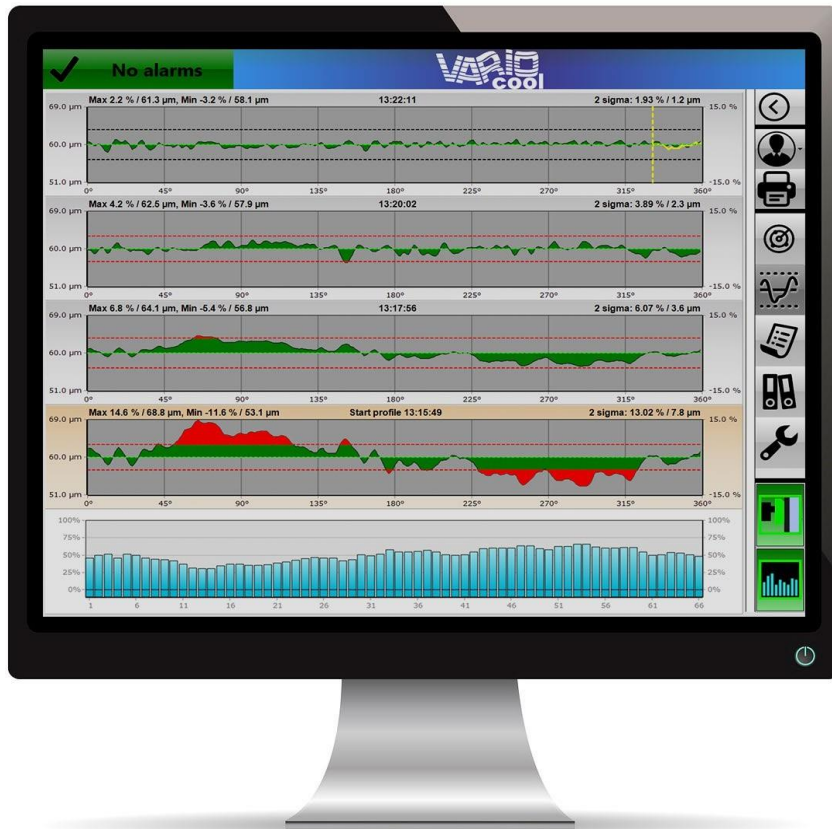 No alarms
VARIO
COOL
Max 2.2 % / 61.3 µm, Min -3.2 % / 58.1 µm 13:22:11 2 sigma: 1.93 % / 1.2 µm
69.0 µm 15.0 %
60.0 µm
51.0 µm -15.0 %
0° 45° 90° 135° 180° 225° 270° 315° 360°
Max 4.2 % / 62.5 µm, Min -3.6 % / 57.9 µm 13:20:02 2 sigma: 3.89 % / 2.3 µm
69.0 µm 15.0 %
60.0 µm
51.0 µm -15.0 %
0° 45° 90° 135° 180° 225° 270° 315° 360°
Max 6.8 % / 64.1 µm, Min -5.4 % / 56.8 µm 13:17:56 2 sigma: 6.07 % / 3.6 µm
69.0 µm 15.0 %
60.0 µm
51.0 µm -15.0 %
0° 45° 90° 135° 180° 225° 270° 315° 360°
Max 14.6 % / 68.8 µm, Min -11.6 % / 53.1 µm Start profile 13:15:49 2 sigma: 13.02 % / 7.8 µm
69.0 µm 15.0 %
60.0 µm
51.0 µm -15.0 %
0° 45° 90° 135° 180° 225° 270° 315° 360°
100% 100%
75% 75%
50% 50%
25% 25%
0% 0%
1 6 11 16 21 26 31 36 41 46 51 56 61 66